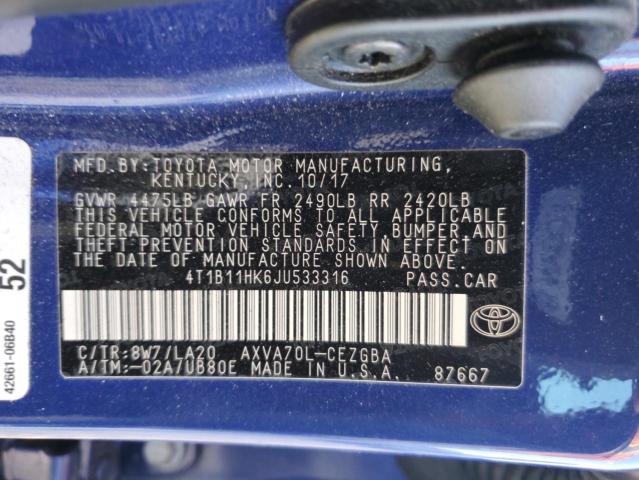 MFD.BY:TOYOTA MOTOR MANUFACTURING,
KENTUCKY,INC.10/17
GVWR 4475LB GAWR FR 2490LB RR 2420LB
THIS VEHICLE CONFORMS TO ALL APPLICABLE
FEDERAL MOTOR VEHICLE SAFETY, BUMPER AND
THEFT PREVENTION STANDARDS IN EFFECT ON
THE DATE OF MANUFACTURE SHOWN ABOVE.
4T1B11HK6JU533316 PASS.CAR
C/TR:8W7/LA20 AXVA70L-CEZGBA
A/TM:-02A/UB80E MADE IN U.S.A. 87667
TOYOTA
52
42661-06B40